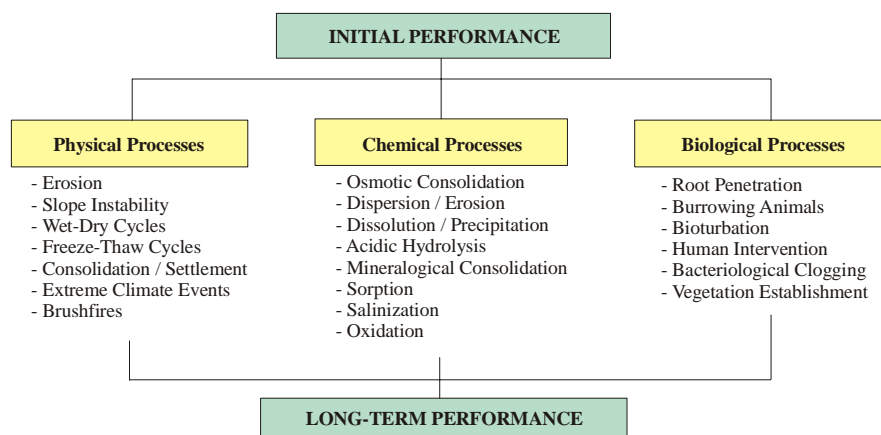 INITIAL PERFORMANCE
Physical Processes
- Erosion
- Slope Instability
- Wet-Dry Cycles
- Freeze-Thaw Cycles
- Consolidation / Settlement
- Extreme Climate Events
- Brushfires
Chemical Processes
- Osmotic Consolidation
- Dispersion / Erosion
- Dissolution / Precipitation
- Acidic Hydrolysis
- Mineralogical Consolidation
- Sorption
- Salinization
- Oxidation
Biological Processes
- Root Penetration
- Burrowing Animals
- Bioturbation
- Human Intervention
- Bacteriological Clogging
- Vegetation Establishment
LONG-TERM PERFORMANCE